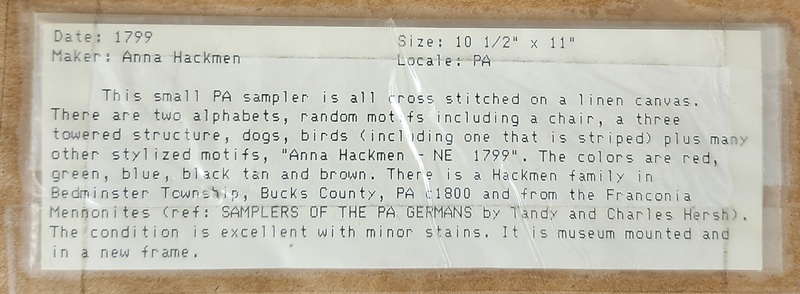 Date: 1799
Size: 10 1/2" x 11"
Maker: Anna Hackmen
Locale: PA
This small PA sampler is all cross stitched on a linen canvas.
There are two alphabets, random motifs including a chair, a three
towered structure, dogs, birds (including one that is striped) plus many
other stylized motifs, "Anna Hackmen - NE 1799". The colors are red,
green, blue, black tan and brown. There is a Hackmen family in
Bedminster Township, Bucks County, PA c1800 and from the Franconia
Mennonites (ref: SAMPLERS OF THE PA GERMANS by Tandy and Charles Hersh).
The condition is excellent with minor stains. It is museum mounted and
in a new frame.